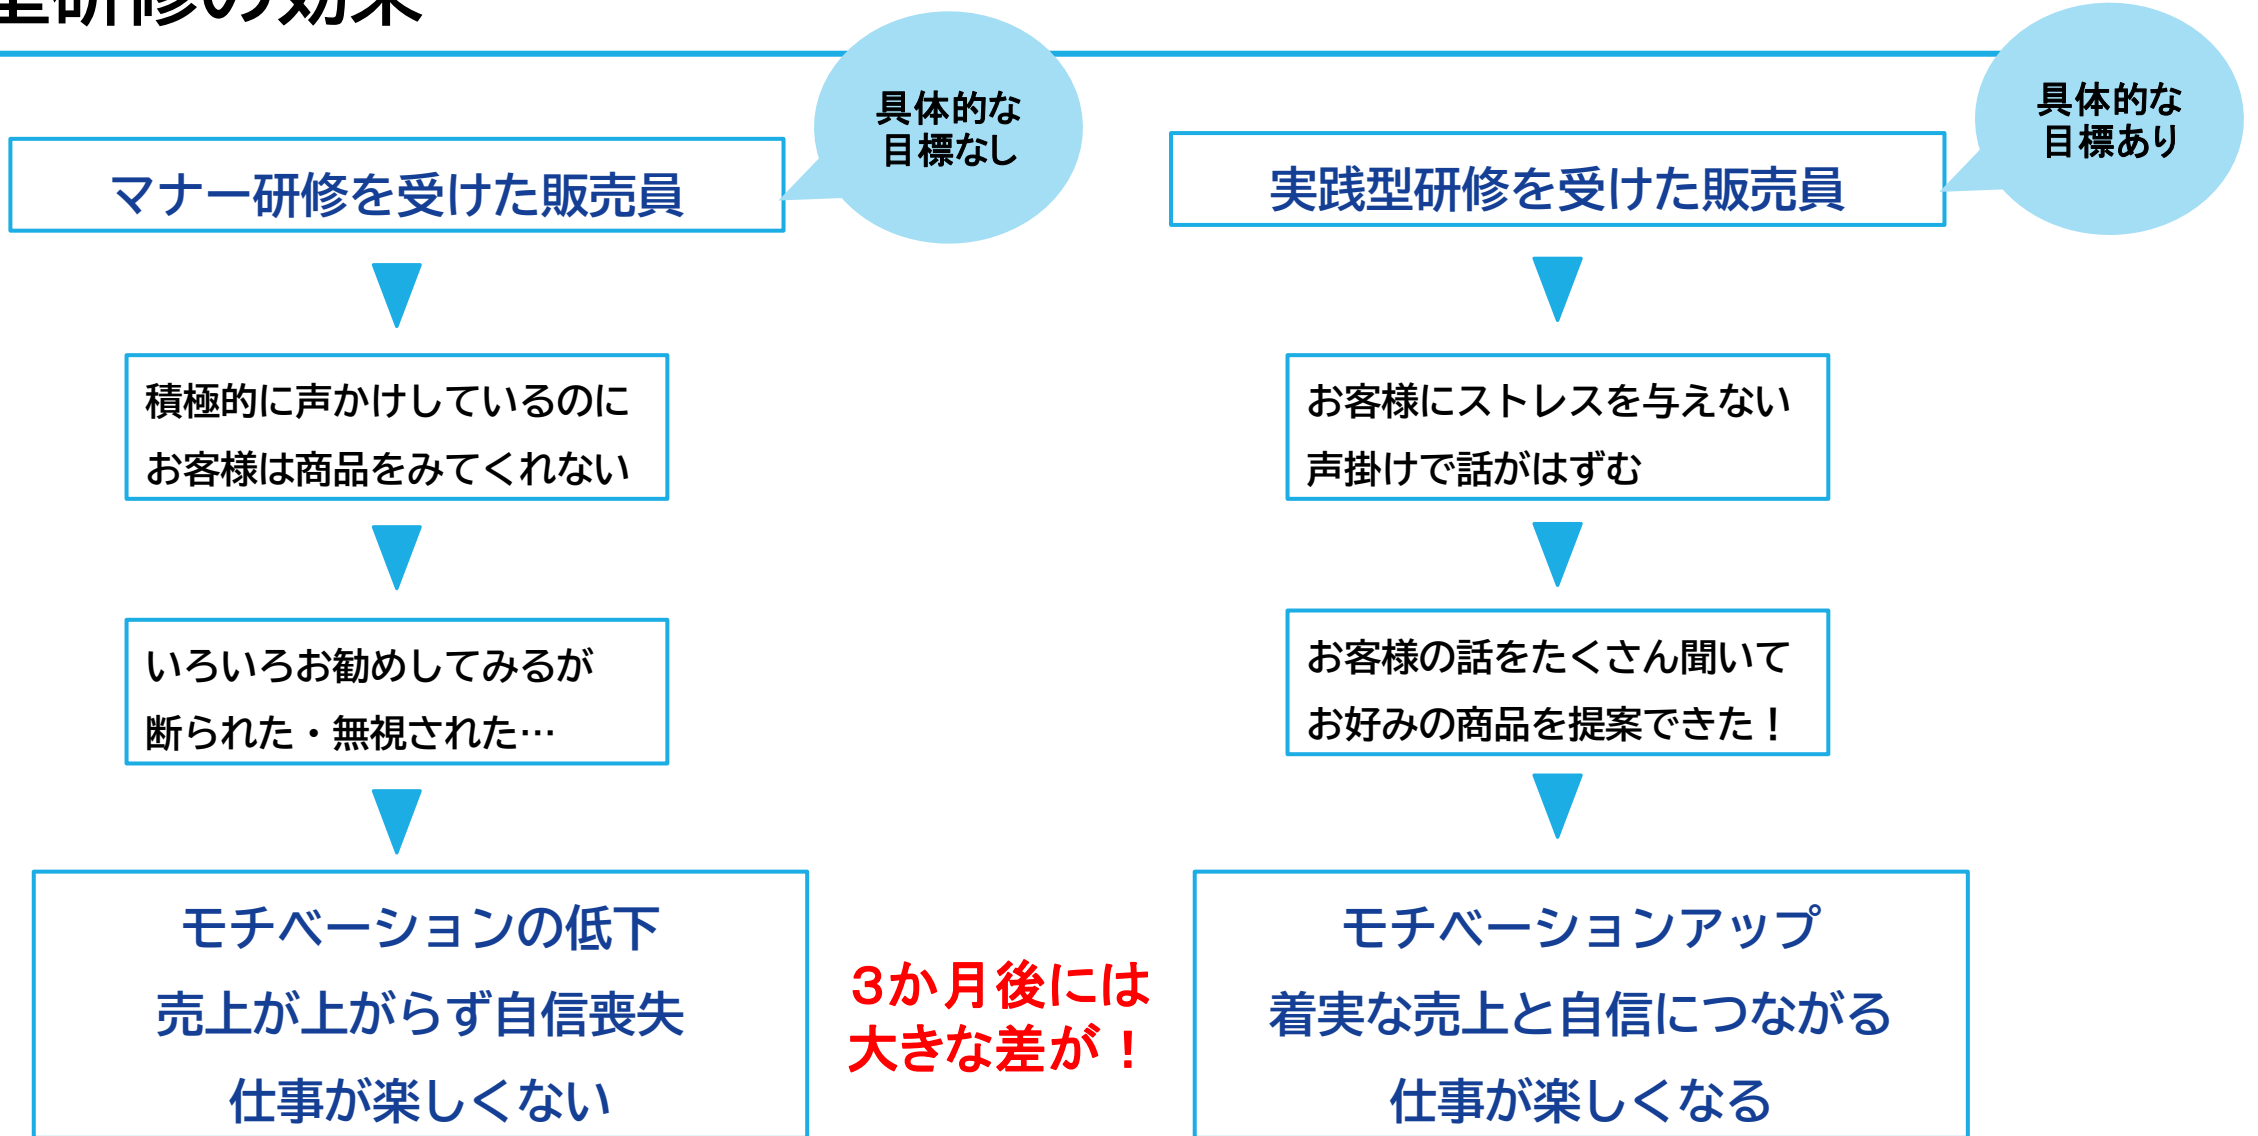 型研修の効果
具体的な
目標なし
マナー研修を受けた販売員
積極的に声かけしているのに
お客様は商品をみてくれない
いろいろお勧めしてみるが
断られた・無視された…
モチベーションの低下
売上が上がらず自信喪失
仕事が楽しくない
3か月後には
大きな差が！
具体的な
目標あり
実践型研修を受けた販売員
お客様にストレスを与えない
声掛けで話がはずむ
お客様の話をたくさん聞いて
お好みの商品を提案できた！
モチベーションアップ
着実な売上と自信につながる
仕事が楽しくなる